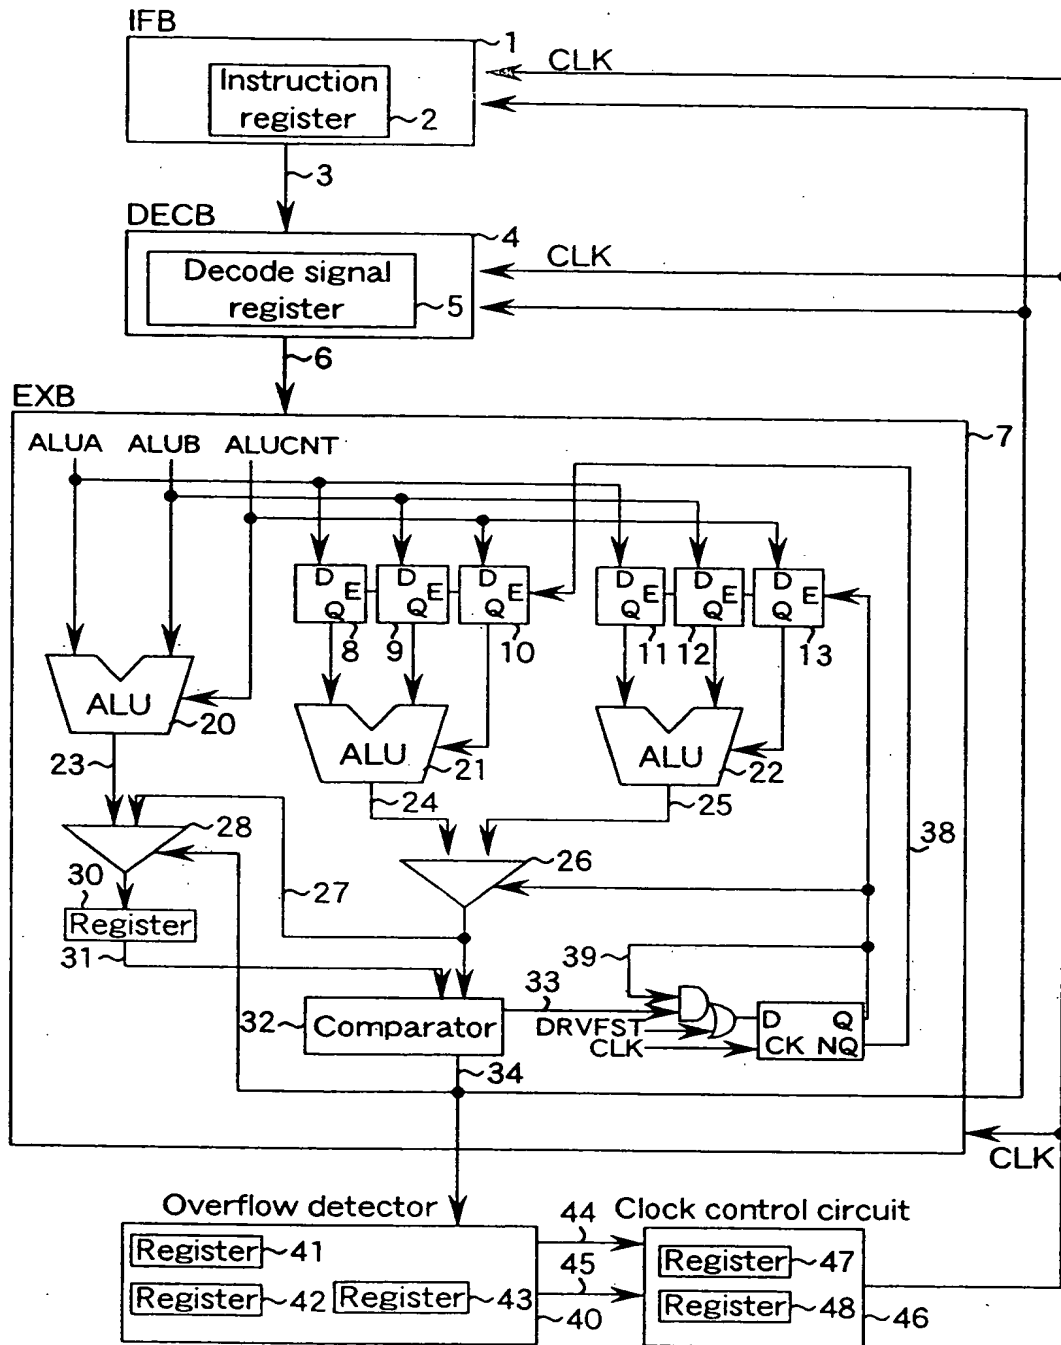 IFB
1
CLK
Instruction
register
2
3
DECB
4
CLK
Decode signal
register
5
6
EXB
7
ALUA ALUB ALUCNT
D E Q D E Q D E Q D E Q D E Q D E Q
8 9 10 11 12 13
ALU
20
ALU
21
ALU
22
23
24
25
28
26
38
27
30
Register
31
39
33
32
Comparator
DRVFST
CLK
D Q
CK NQ
34
CLK
Overflow detector
44
Clock control circuit
Register
41
45
Register
47
Register
42
Register
43
Register
48
40
46